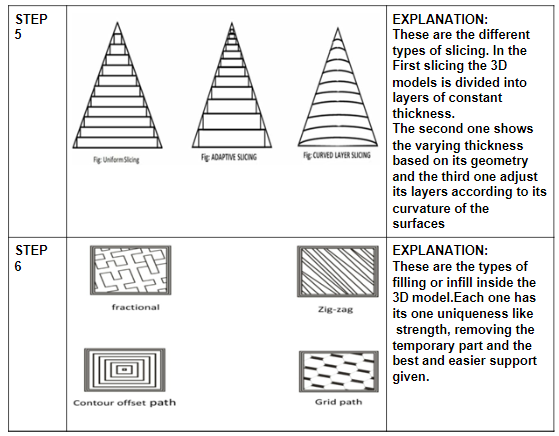 STEP
5
Fig: Uniform Slicing
Fig: ADAPTIVE SLICING
Fig: CURVED LAYER SLICING
EXPLANATION:
These are the different
types of slicing. In the
First slicing the 3D
models is divided into
layers of constant
thickness.
The second one shows
the varying thickness
based on its geometry
and the third one adjust
its layers according to its
curvature of the
surfaces
STEP
6
fractional
Zig-zag
Contour offset path
Grid path
EXPLANATION:
These are the types of
filling or infill inside the
3D model.Each one has
its one uniqueness like
strength, removing the
temporary part and the
best and easier support
given.